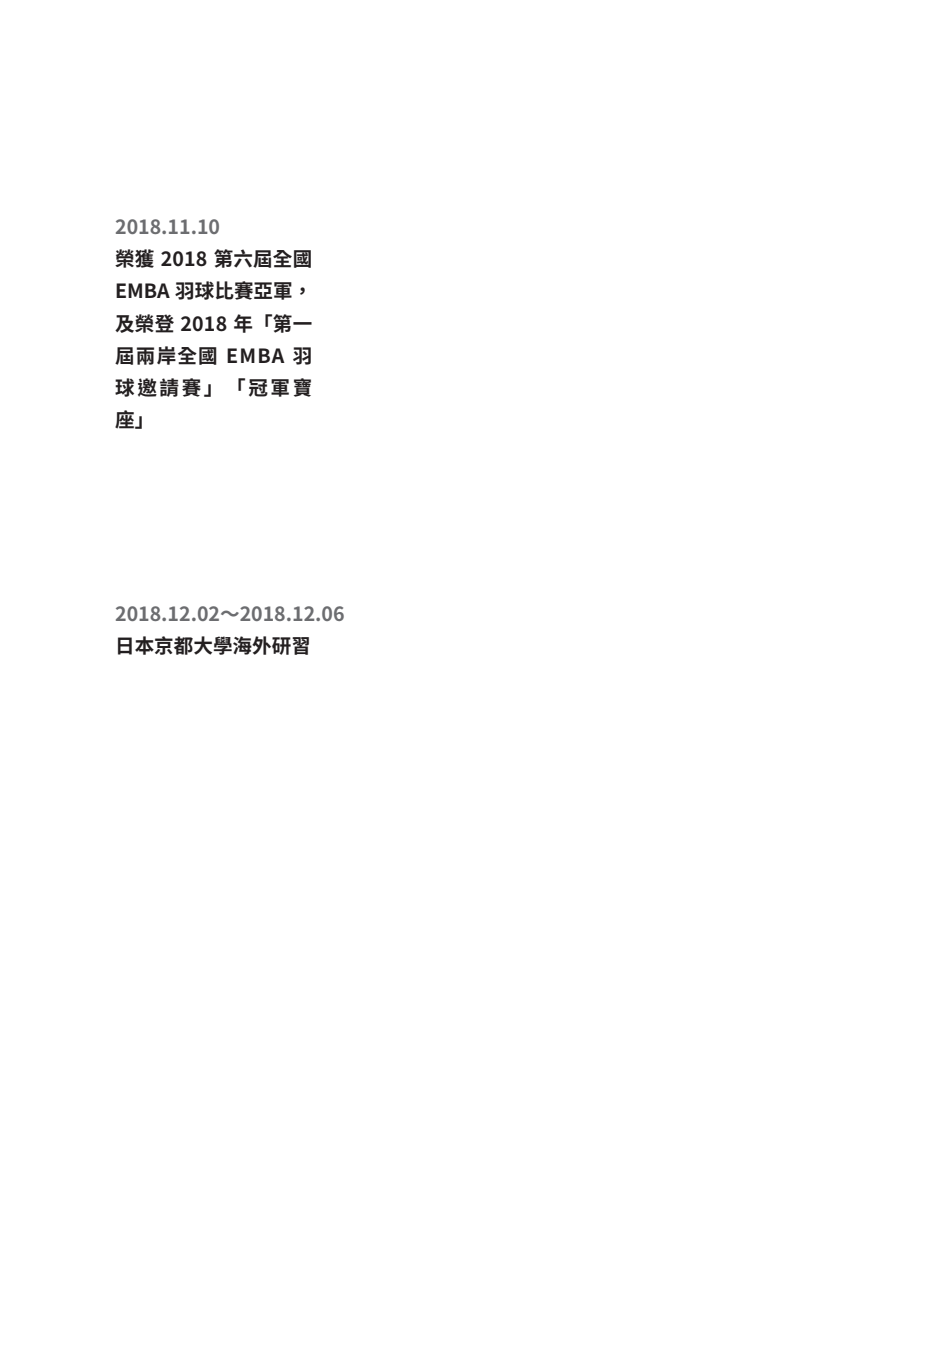 2018.11.10
榮獲 2018 第六屆全國
EMBA 羽球比賽亞軍，
及榮登 2018 年「第一
屆兩岸全國 EMBA 羽
球邀請賽」「冠軍寶
座」
2018.12.02～2018.12.06
日本京都大學海外研習